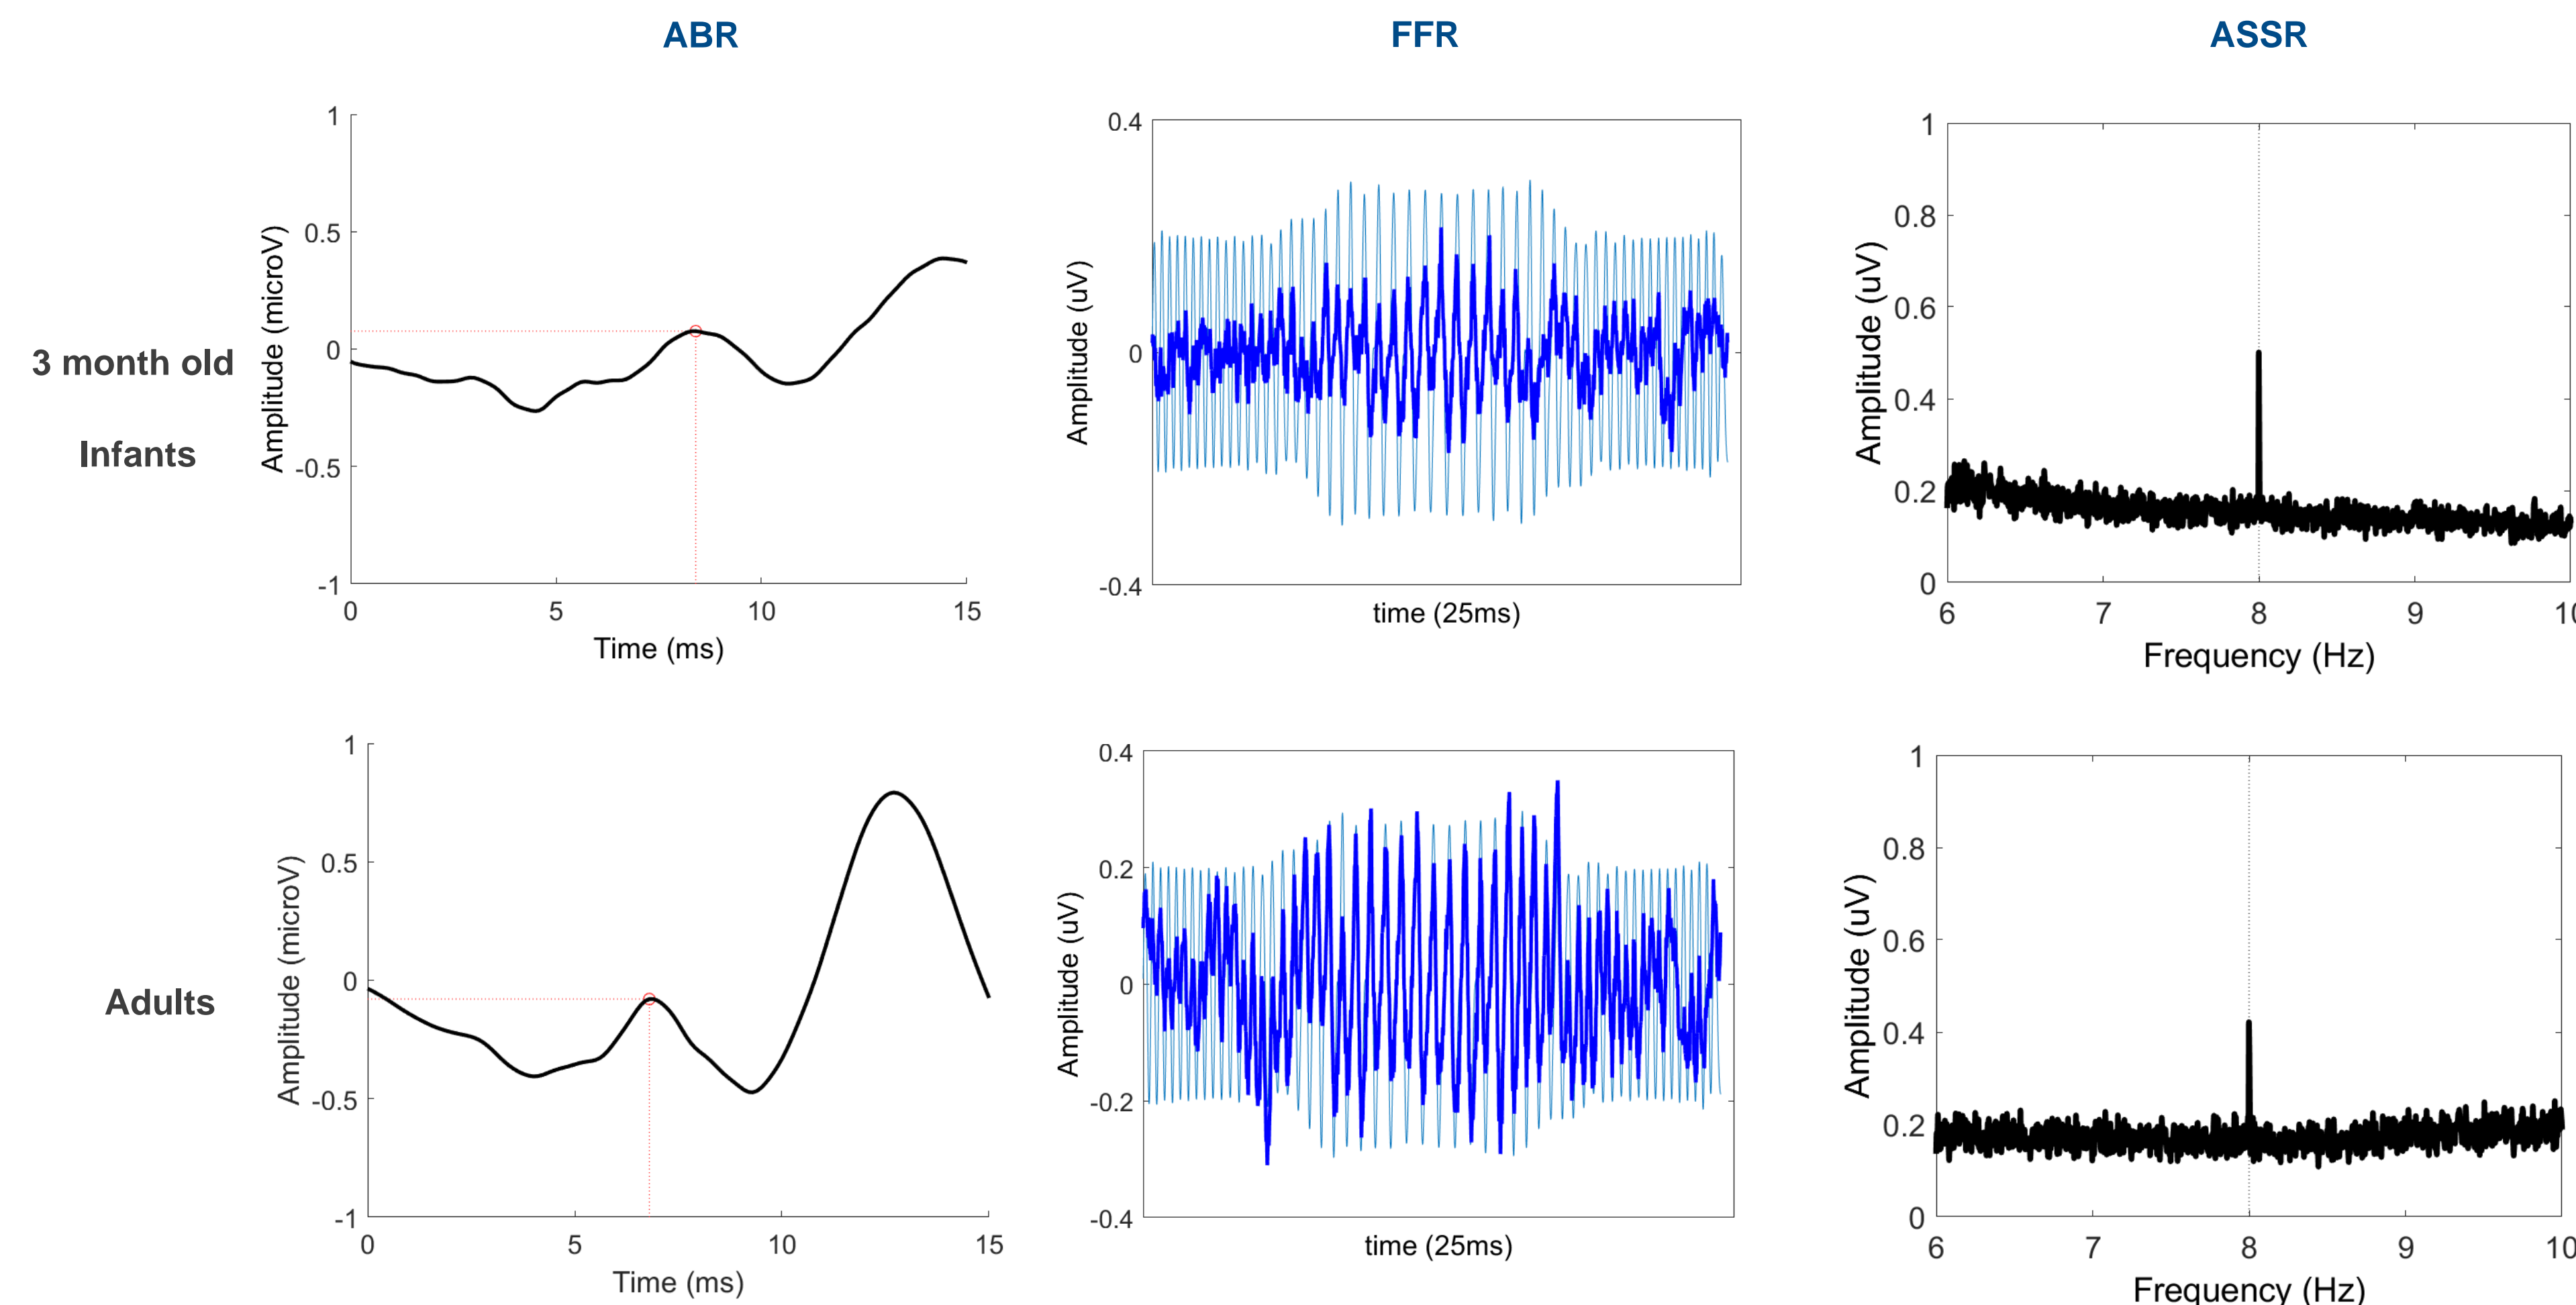 ABR
FFR
ASSR
3 month old
Infants
Amplitude (microV)
1
0.5
0
-0.5
-1
0
5
10
15
Time (ms)
Amplitude (uV)
0.4
0
-0.4
time (25ms)
Amplitude (uV)
1
0.8
0.6
0.4
0.2
0
6
7
8
9
10
Frequency (Hz)
Adults
Amplitude (microV)
1
0.5
0
-0.5
-1
0
5
10
15
Time (ms)
Amplitude (uV)
0.4
0.2
0
-0.2
-0.4
time (25ms)
Amplitude (uV)
1
0.8
0.6
0.4
0.2
0
6
7
8
9
10
Frequency (Hz)